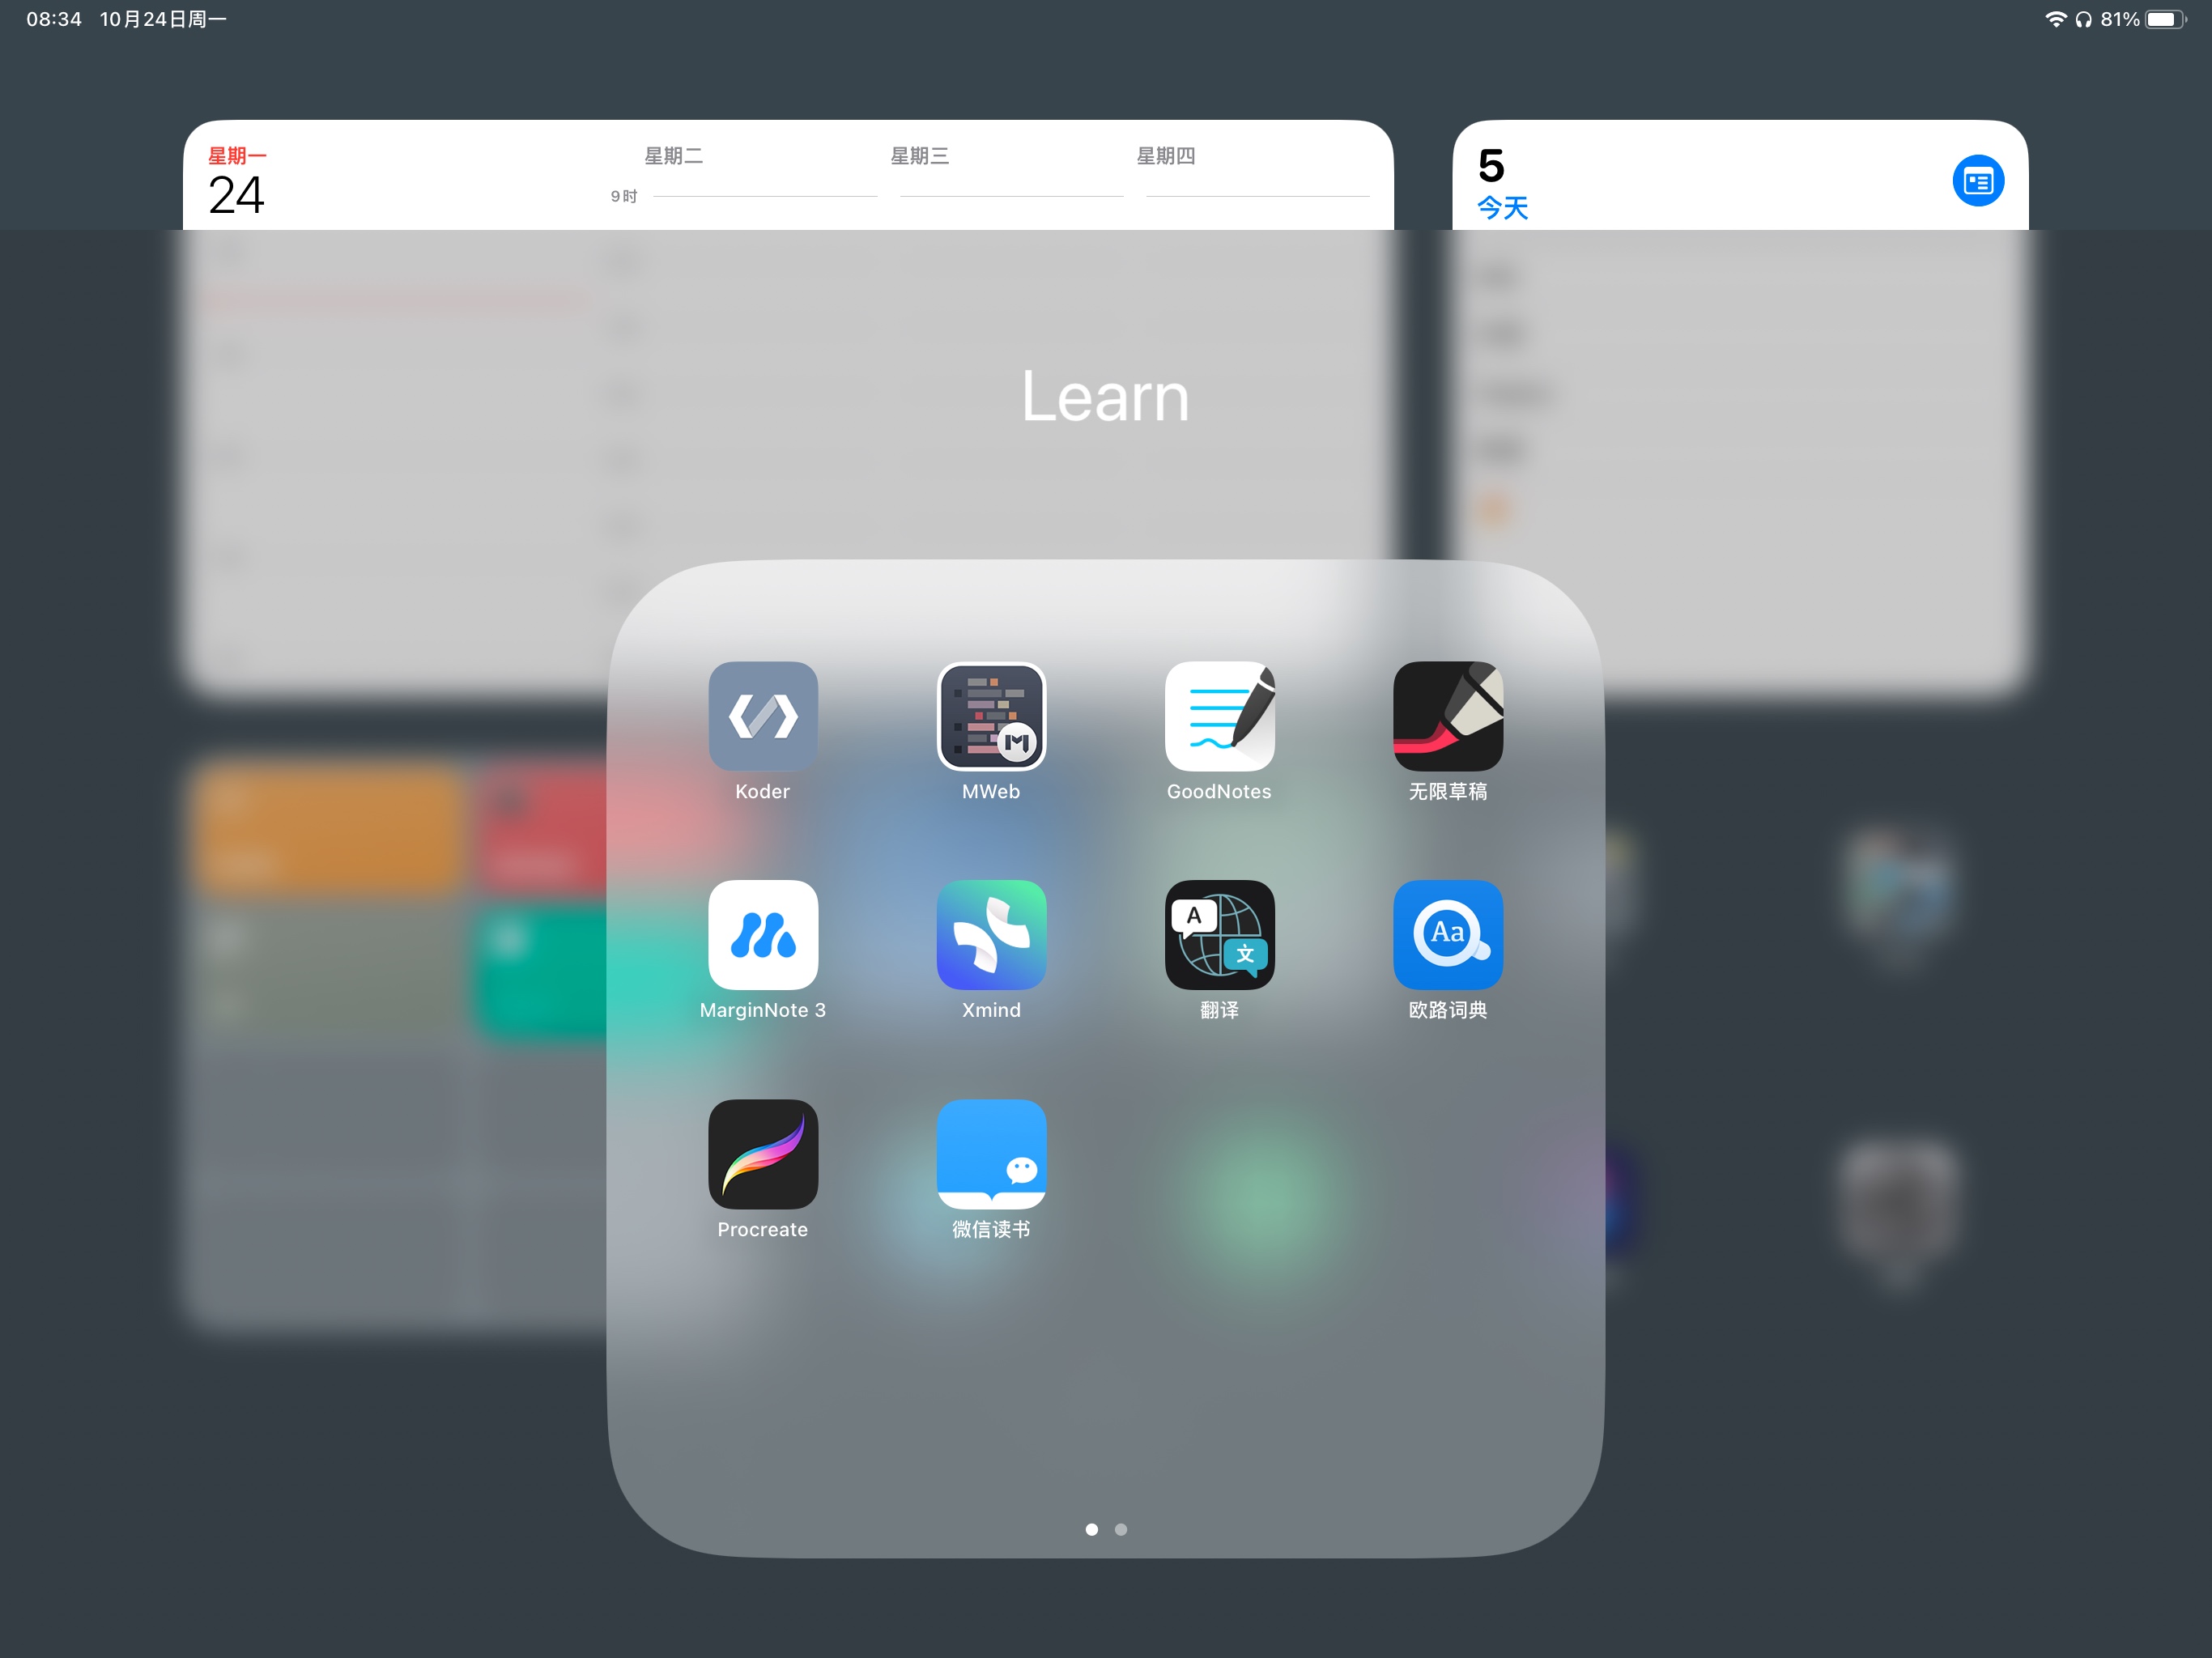 08:34 10月24日周一
81%
星期一
24
星期二
星期三
星期四
9时
5
今天
Learn
Koder
MWeb
GoodNotes
无限草稿
A
文
Aa
MarginNote 3
Xmind
翻译
欧路词典
Procreate
微信读书